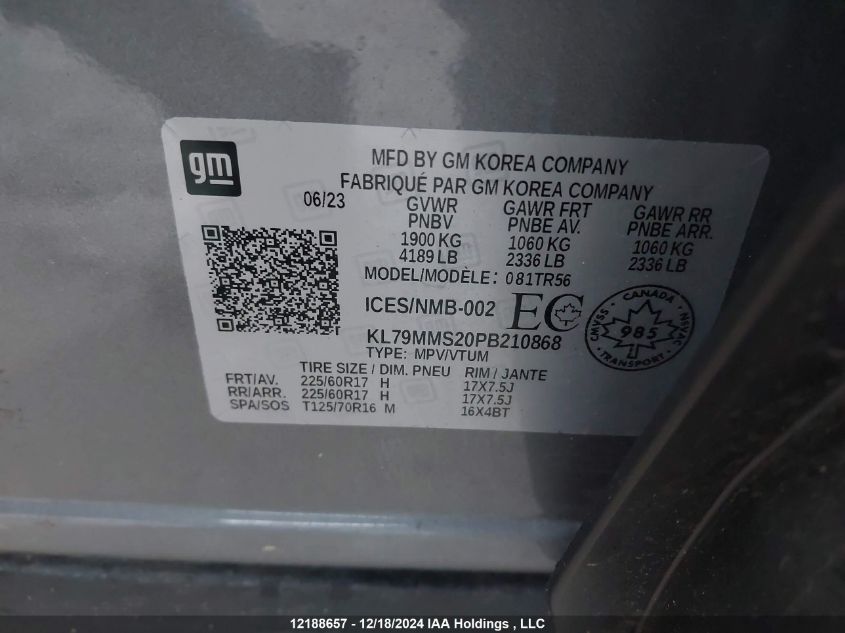 gm
MFD BY GM KOREA COMPANY
FABRIQUÉ PAR GM KOREA COMPANY
06/23
GVWR GAWR FRT GAWR RR
PNBV PNBE AV. PNBE ARR.
1900 KG 1060 KG 1060 KG
4189 LB 2336 LB 2336 LB
MODEL/MODÈLE: 081TR56
ICES/NMB-002 EC
CANADA
CMVSS 985 NSVAC
TRANSPORT
KL79MMS20PB210868
TYPE: MPV/VTUM
TIRE SIZE / DIM. PNEU RIM / JANTE
FRT/AV. 225/60R17 H 17X7.5J
RR/ARR. 225/60R17 H 17X7.5J
SPA/SOS T125/70R16 M 16X4BT
12188657 - 12/18/2024 IAA Holdings, LLC